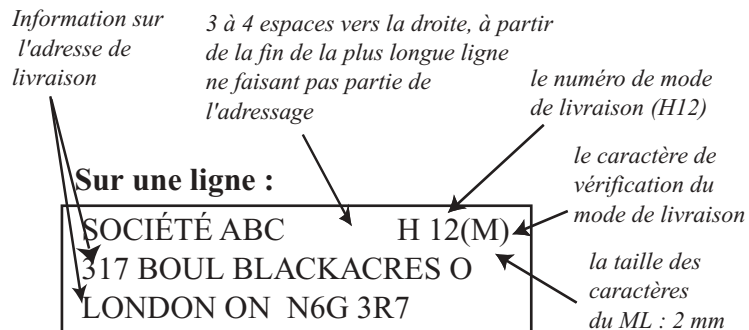 Information sur
l'adresse de
livraison
3 à 4 espaces vers la droite, à partir
de la fin de la plus longue ligne
ne faisant pas partie de
l'adressage
le numéro de mode
de livraison (H12)
le caractère de
vérification du
mode de livraison
la taille des
caractères
du ML : 2 mm
Sur une ligne :
SOCIÉTÉ ABC H 12(M)
317 BOUL BLACKACRES O
LONDON ON N6G 3R7